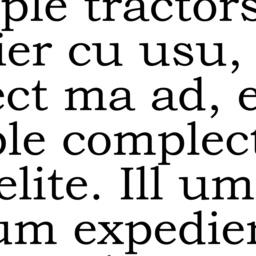 ple tractors
ier cu usu,
ect ma ad, e
ple complect
elite. Ill um
um expedien